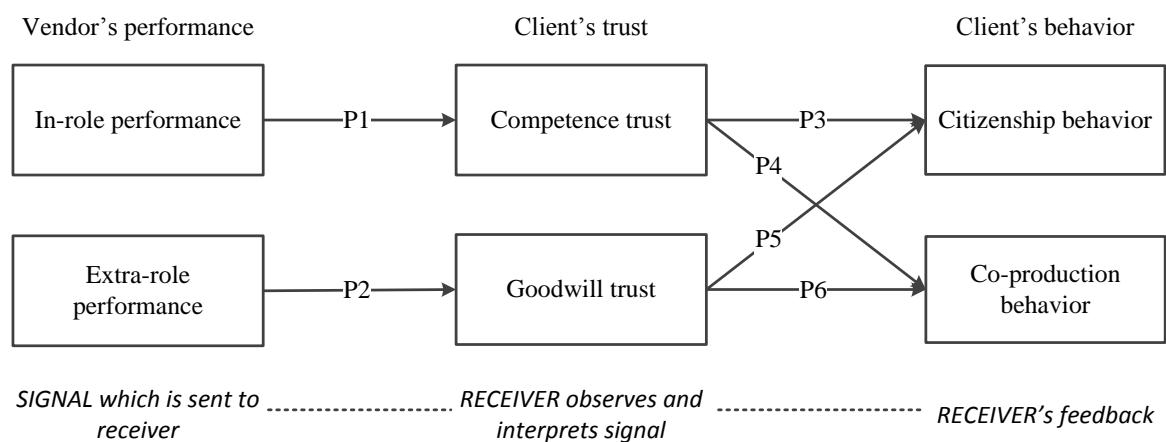 Vendor’s performance
Client’s trust
Client’s behavior
In-role performance
P1
Competence trust
P3
Citizenship behavior
P4
P5
Extra-role
performance
P2
Goodwill trust
P6
Co-production
behavior
SIGNAL which is sent to
receiver
RECEIVER observes and
interprets signal
RECEIVER’s feedback